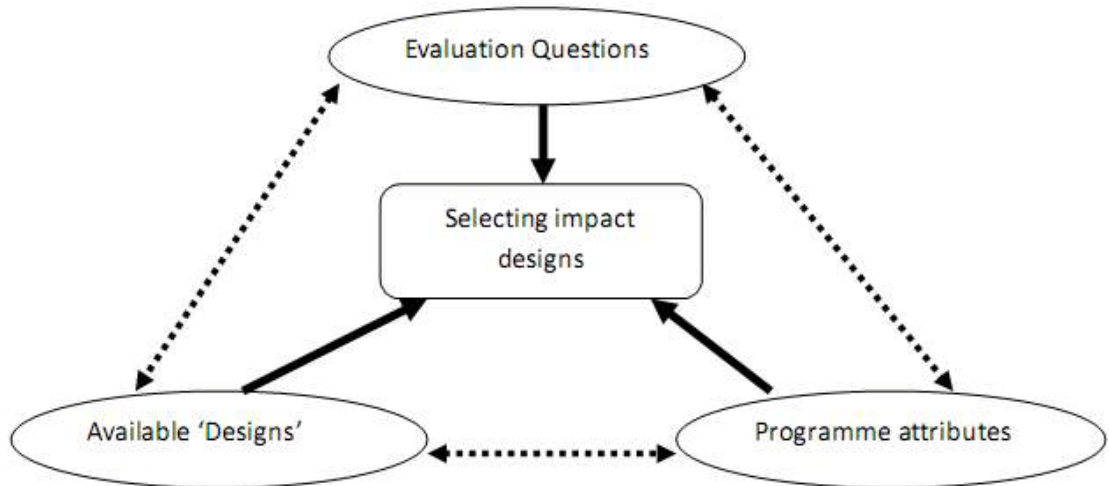 Evaluation Questions
Selecting impact
designs
Available ‘Designs’
Programme attributes